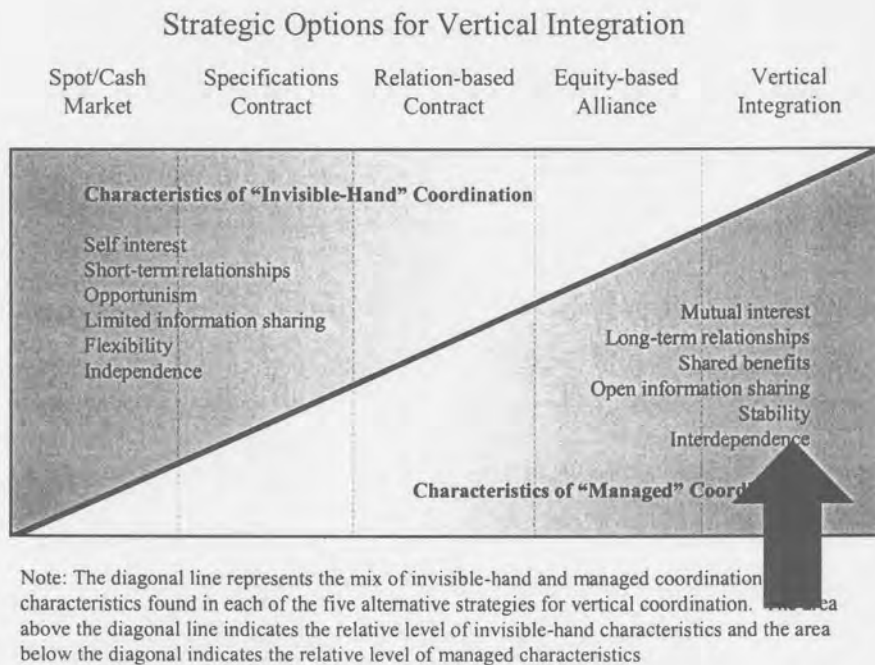 Strategic Options for Vertical Integration
Spot/Cash Specifications Relation-based Equity-based Vertical
Market Contract Contract Alliance Integration
Characteristics of “Invisible-Hand” Coordination
Self interest
Short-term relationships
Opportunism
Limited information sharing
Flexibility
Independence
Mutual interest
Long-term relationships
Shared benefits
Open information sharing
Stability
Interdependence
Characteristics of “Managed”
Note: The diagonal line represents the mix of invisible-hand and managed coordination
characteristics found in each of the five alternative strategies for vertical coordination. area
above the diagonal line indicates the relative level of invisible-hand characteristics and the area
below the diagonal indicates the relative level of managed characteristics